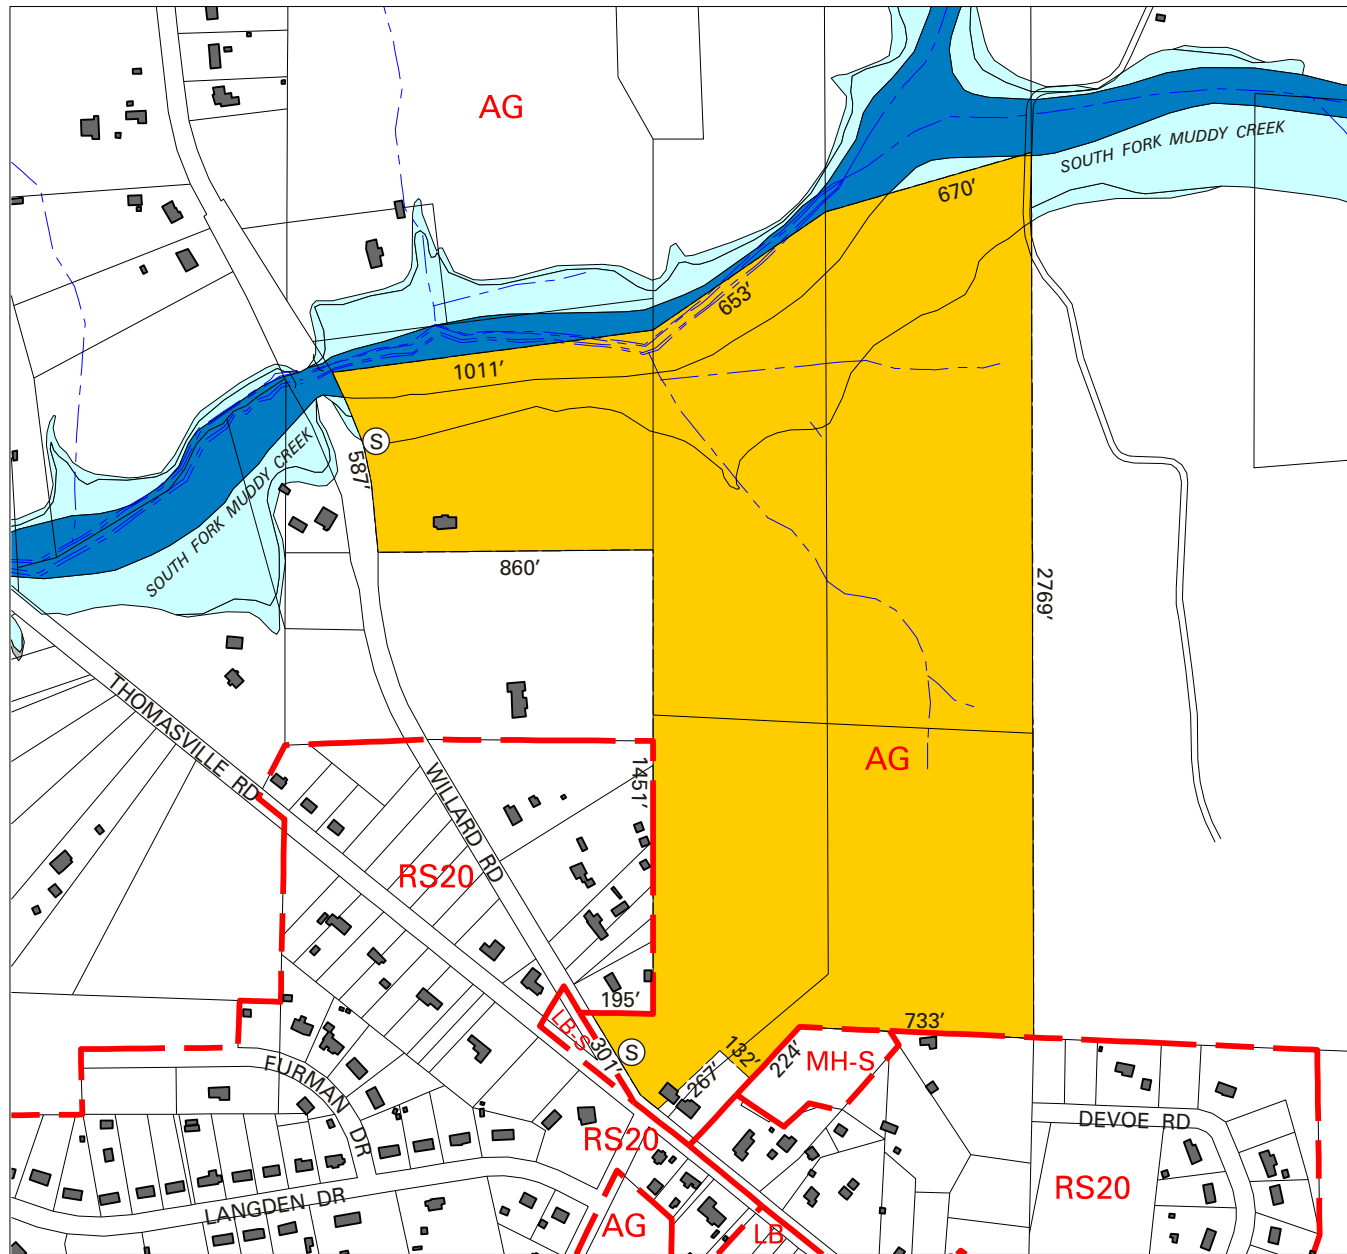 AG
SOUTH FORK MUDDY CREEK
670'
653'
1011'
S
587'
SOUTH FORK MUDDY CREEK
860'
2769'
THOMASVILLE RD
AG
1451'
WILLARD RD
RS20
195'
LB-S
301'
S
132'
733'
224'
MH-S
267'
FURMAN DR
DEVOE RD
RS20
RS20
LANGDEN DR
AG
LB